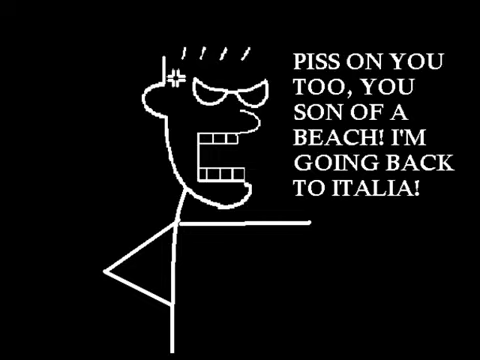 PISS ON YOU
TOO, YOU
SON OF A
BEACH! I'M
GOING BACK
TO ITALIA!